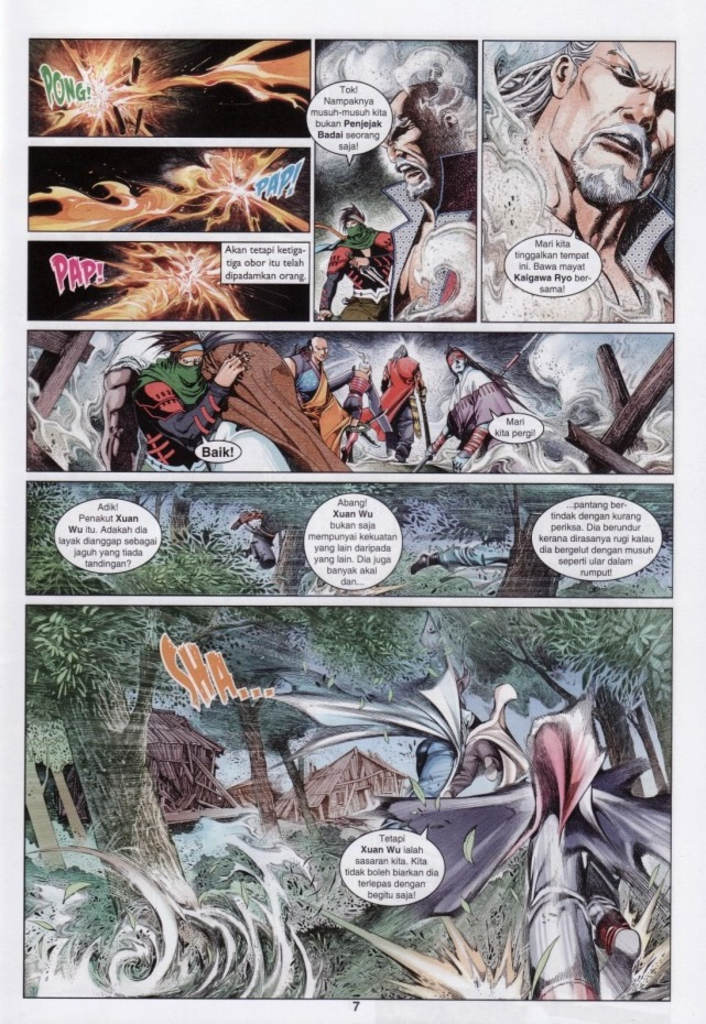 PONG!
PAP!
PAP!
Akan tetapi ketiga-
tiga obor itu telah
dipadamkan orang.
Tok!
Nampaknya
musuh-musuh kita
bukan Penjejak
Badai seorang
saja!
Mari kita
tinggalkan tempat
ini. Bawa mayat
Kaigawa Ryo ber-
sama!
Baik!
Mari
kita pergi!
Adik!
Penakut Xuan
Wu itu. Adakah dia
layak dianggap sebagai
jaguh yang tiada
tandingan?
Abang!
Xuan Wu
bukan saja
mempunyai kekuatan
yang lain daripada
yang lain. Dia juga
banyak akal
dan...
...pantang ber-
tindak dengan kurang
periksa. Dia berundur
kerana dianggapnya rugi kalau
dia bergelut dengan musuh
seperti ular dalam
rumput!
SHA...
Tetapi
Xuan Wu ialah
sasaran kita. Kita
tidak boleh biarkan dia
terlepas dengan
begitu saja!
7